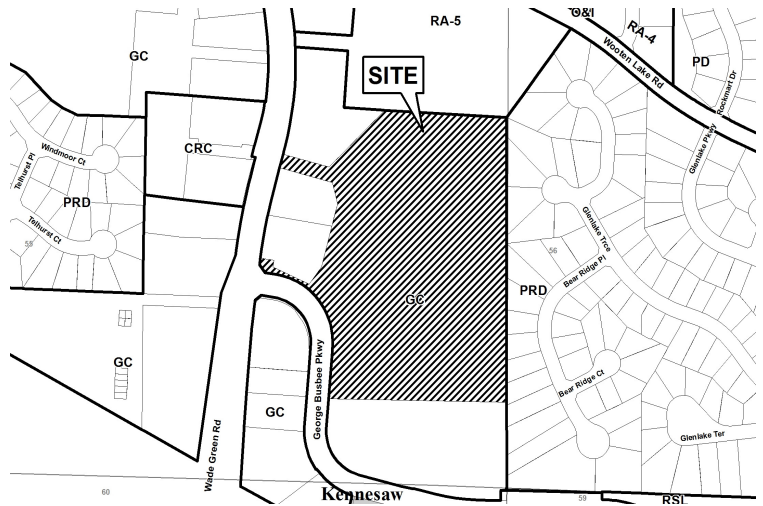 RA-5
O&I
RA-4
GC
SITE
Wooten Lake Rd
PD
Rockmart Dr
Windmoor Ct
CRC
Glenlake Pkwy
Telhurst Pl
PRD
Telhurst Ct
55
Glenlake Trce
56
Bear Ridge Pl
PRD
GC
GC
George Busbee Pkwy
Bear Ridge Ct
GC
Wade Green Rd
Glenlake Ter
60
Kennesaw
59
RSL